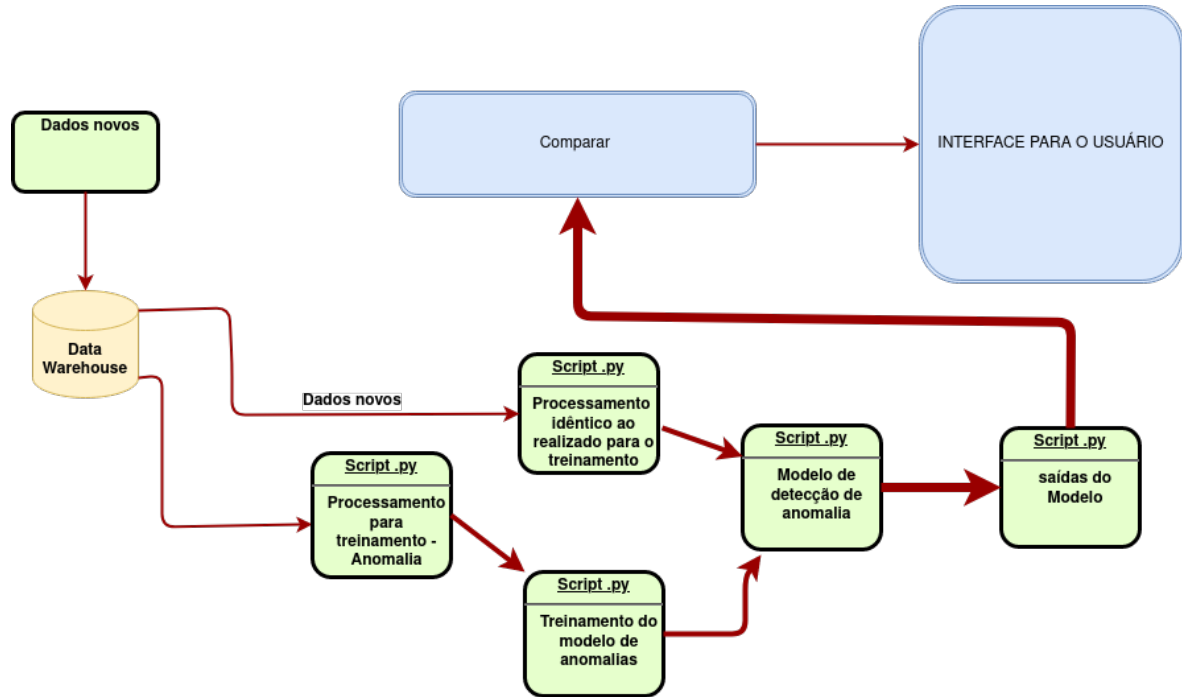 Dados novos
Comparar
INTERFACE PARA O USUÁRIO
Data
Warehouse
Dados novos
Script .py
Processamento
idêntico ao
realizado para o
treinamento
Script .py
Processamento
para
treinamento -
Anomalia
Script .py
Treinamento do
modelo de
anomalias
Script .py
Modelo de
detecção de
anomalia
Script .py
saídas do
Modelo